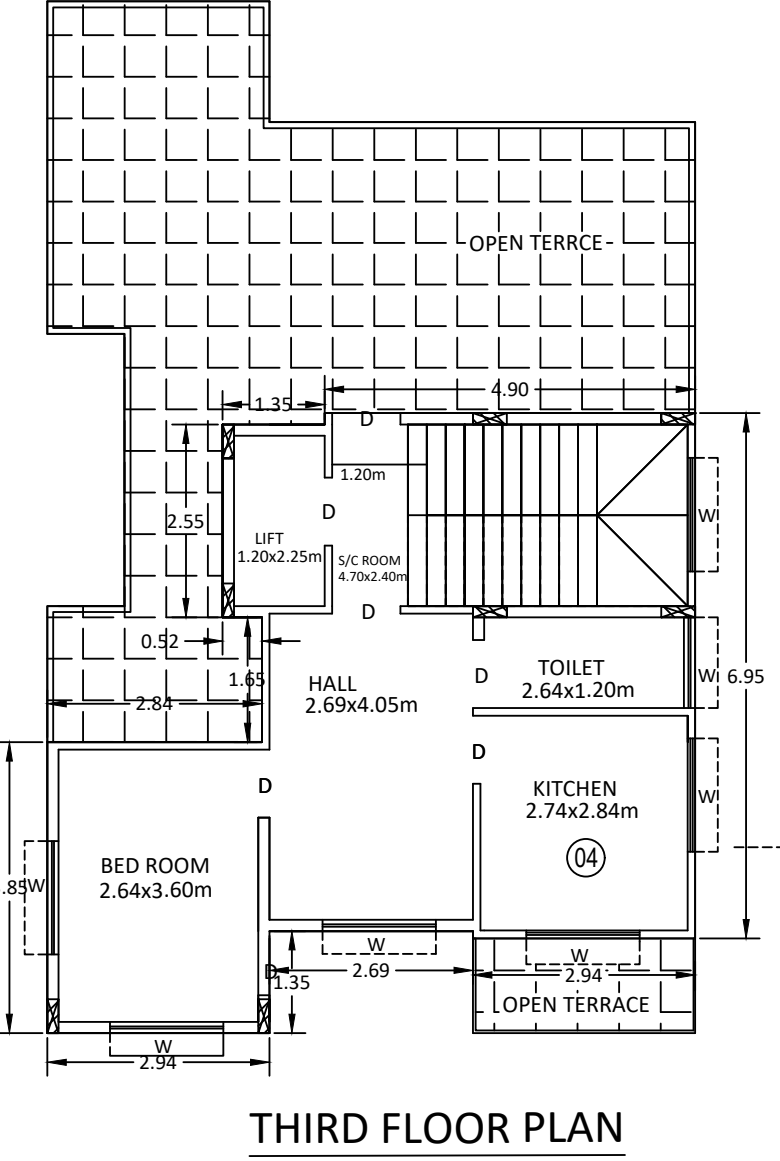 OPEN TERRCE
4.90
1.35
D
1.20m
2.55
D
W
LIFT
1.20x2.25m
S/C ROOM
4.70x2.40m
D
0.52
1.65
2.84
HALL
2.69x4.05m
D
TOILET
2.64x1.20m
W
6.95
D
D
KITCHEN
2.74x2.84m
W
04
BED ROOM
2.64x3.60m
.85
W
W
W
D
1.35
2.69
2.94
OPEN TERRACE
W
2.94
THIRD FLOOR PLAN